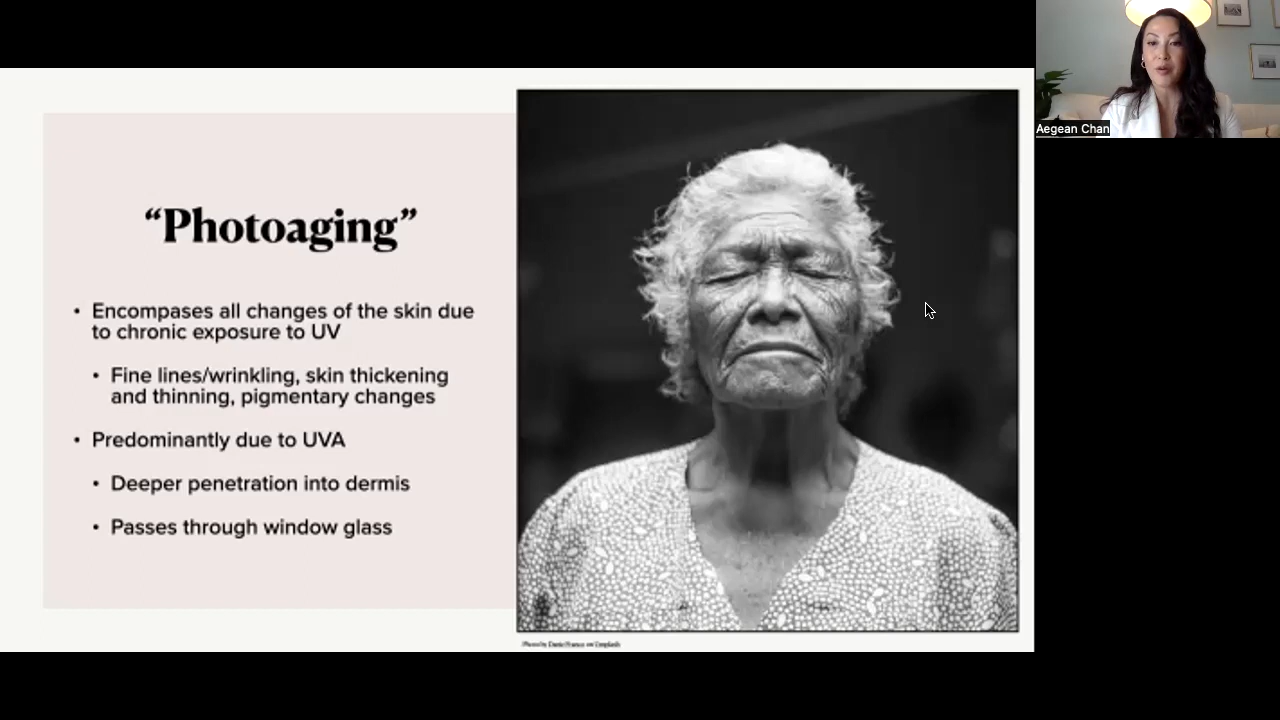 “Photoaging”
• Encompases all changes of the skin due
to chronic exposure to UV
• Fine lines/wrinkling, skin thickening
and thinning, pigmentary changes
• Predominantly due to UVA
• Deeper penetration into dermis
• Passes through window glass
Aegean Chan